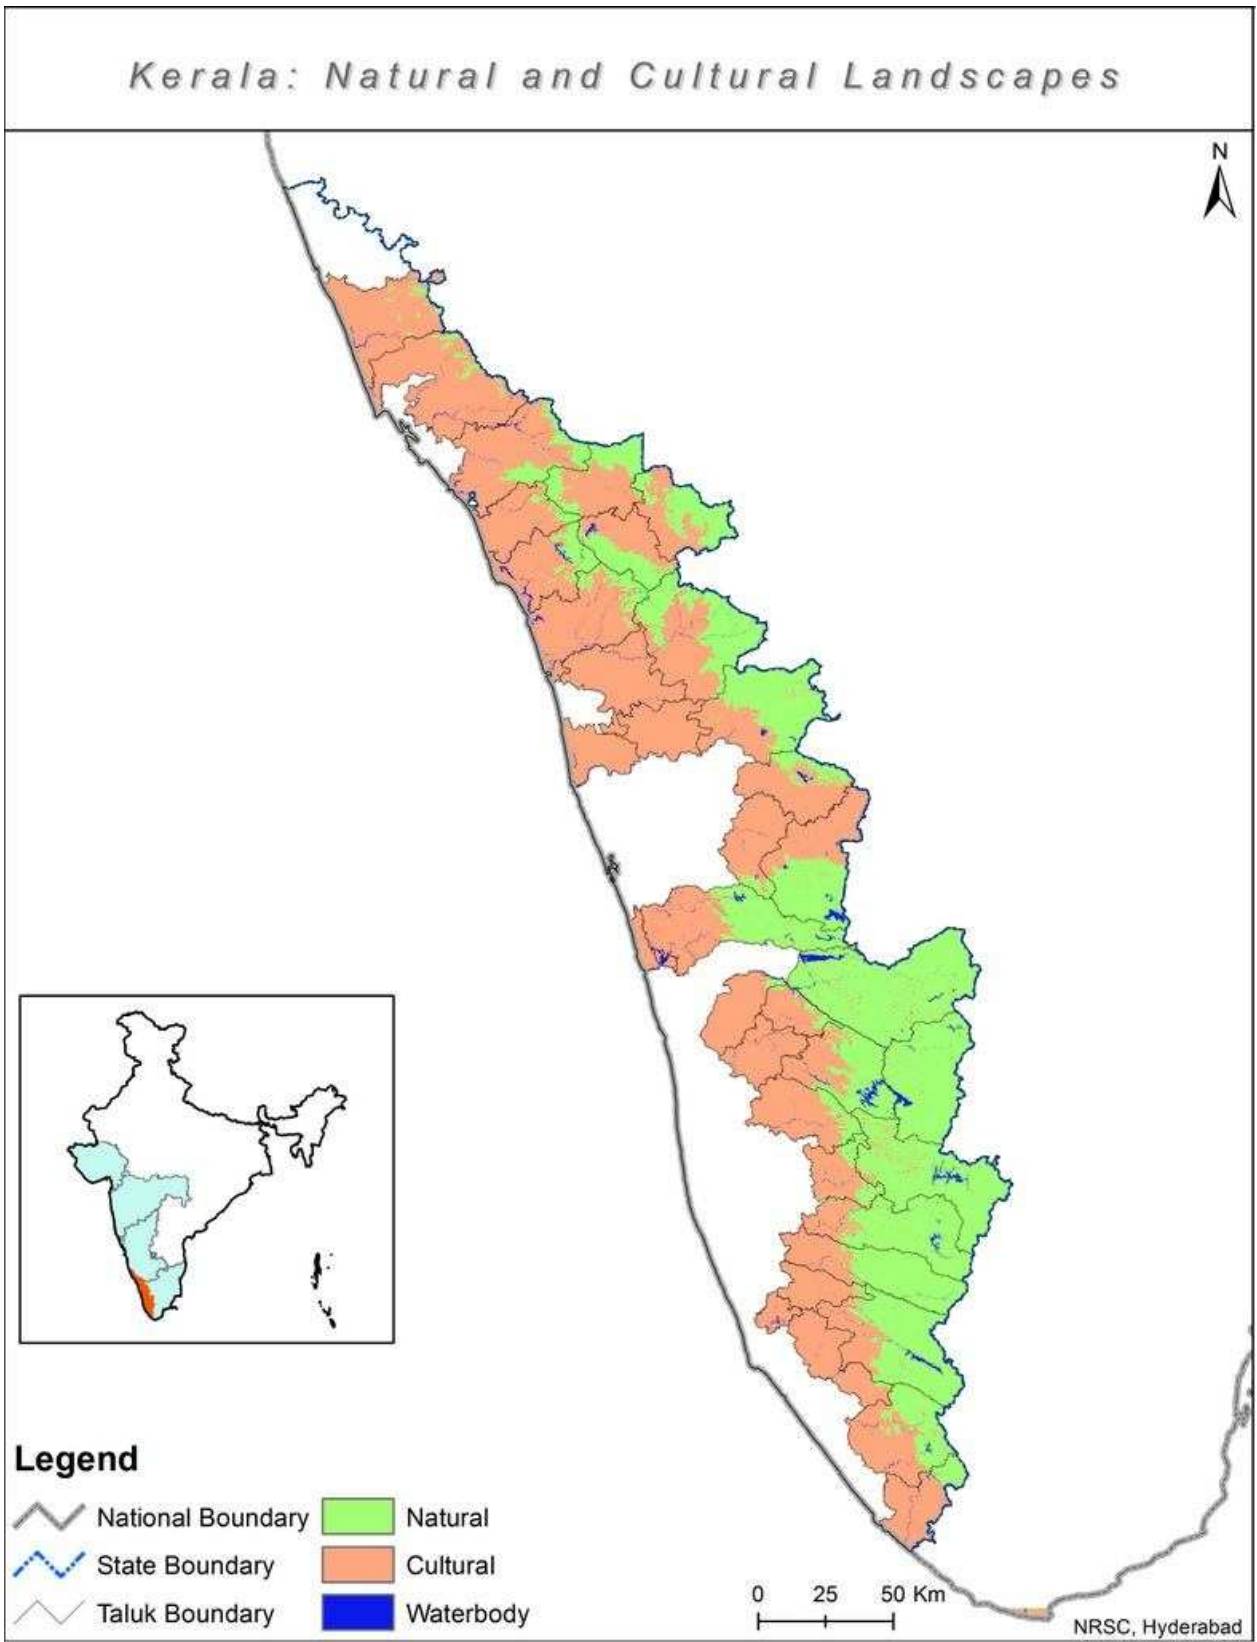 Kerala: Natural and Cultural Landscapes
N
Legend
National Boundary
State Boundary
Taluk Boundary
Natural
Cultural
Waterbody
0 25 50 Km
NRSC, Hyderabad